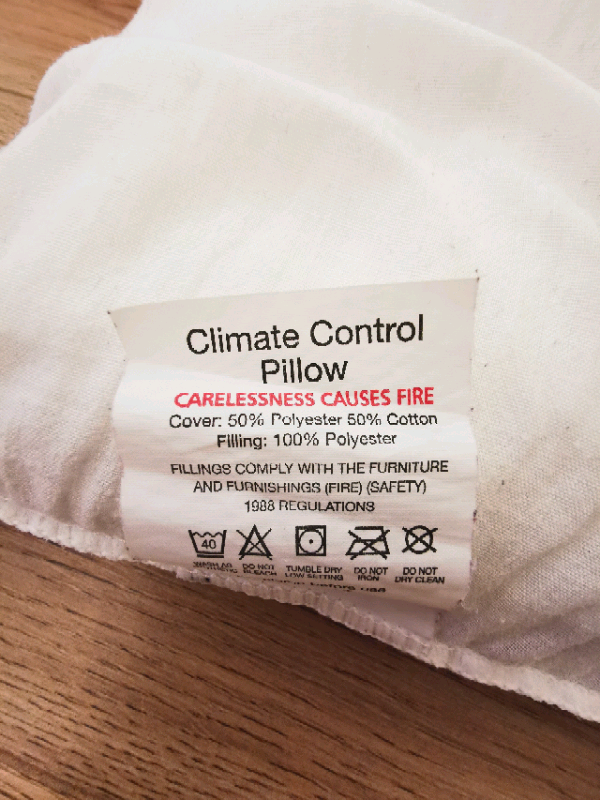 Climate Control
Pillow
CARELESSNESS CAUSES FIRE
Cover: 50% Polyester 50% Cotton
Filling: 100% Polyester
FILLINGS COMPLY WITH THE FURNITURE
AND FURNISHINGS (FIRE) (SAFETY)
1988 REGULATIONS
40
DO NOT BLEACH
TUMBLE DRY LOW SETTING
DO NOT IRON
DO NOT DRY CLEAN
before use